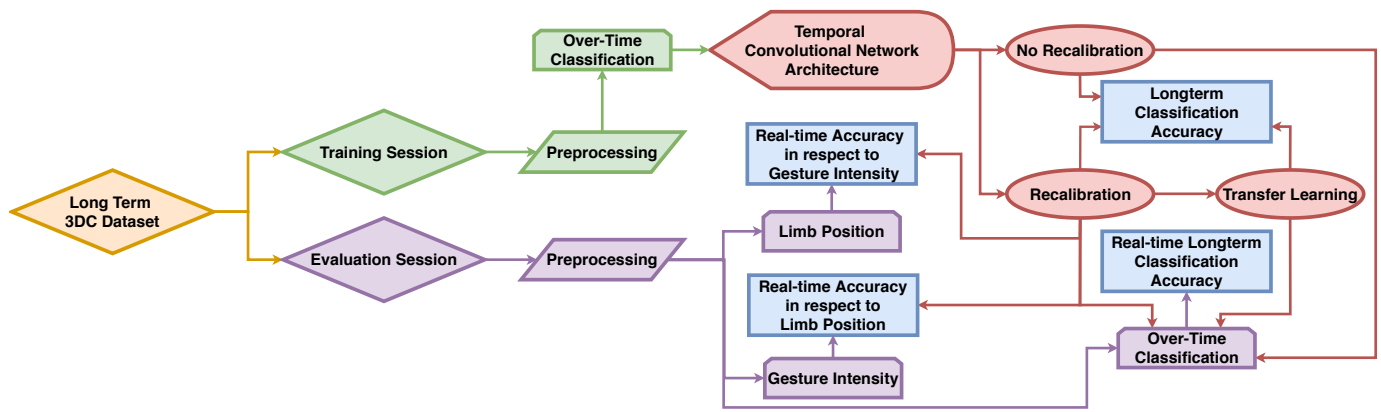 Long Term
3DC Dataset
Training Session
Preprocessing
Over-Time
Classification
Temporal
Convolutional Network
Architecture
No Recalibration
Longterm
Classification
Accuracy
Recalibration
Transfer Learning
Real-time Accuracy
in respect to
Gesture Intensity
Limb Position
Evaluation Session
Preprocessing
Real-time Accuracy
in respect to
Limb Position
Gesture Intensity
Real-time Longterm
Classification
Accuracy
Over-Time
Classification